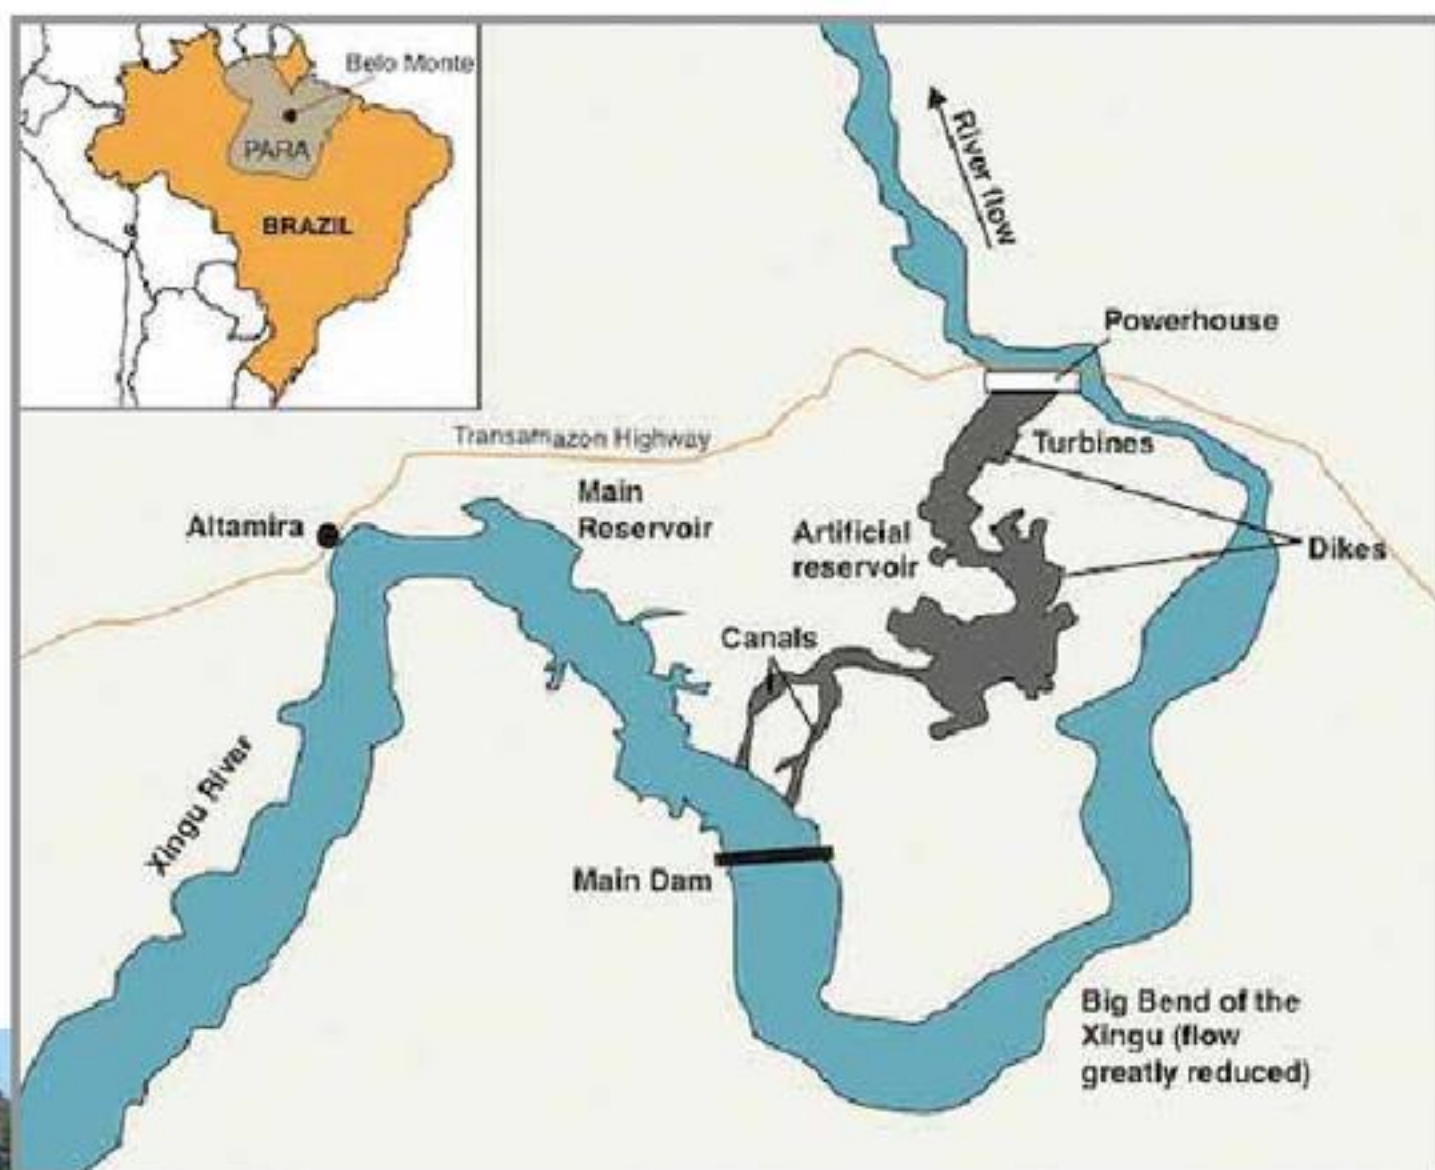 Belo Monte
PARA
BRAZIL
River flow
Powerhouse
Transamazon Highway
Turbines
Main
Reservoir
Altamira
Artificial
reservoir
Dikes
Canals
Xingu River
Main Dam
Big Bend of the
Xingu (flow
greatly reduced)